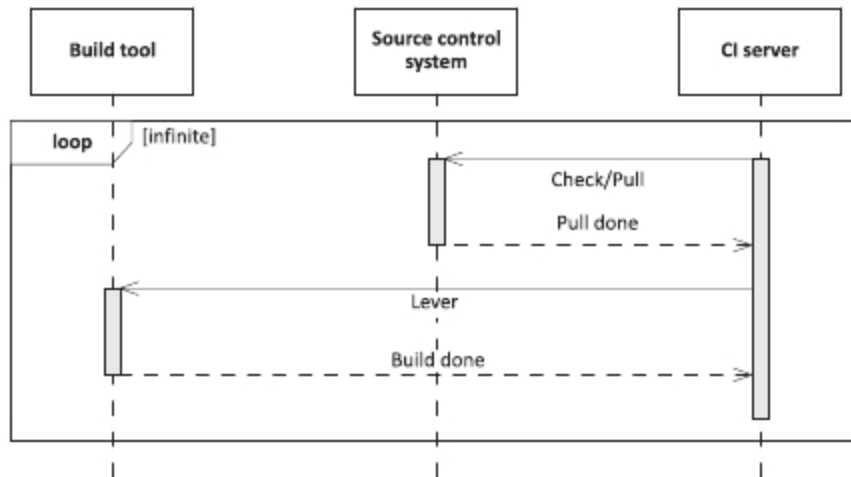 Build tool
Source control
system
CI server
loop
[infinite]
Check/Pull
Pull done
Lever
Build done